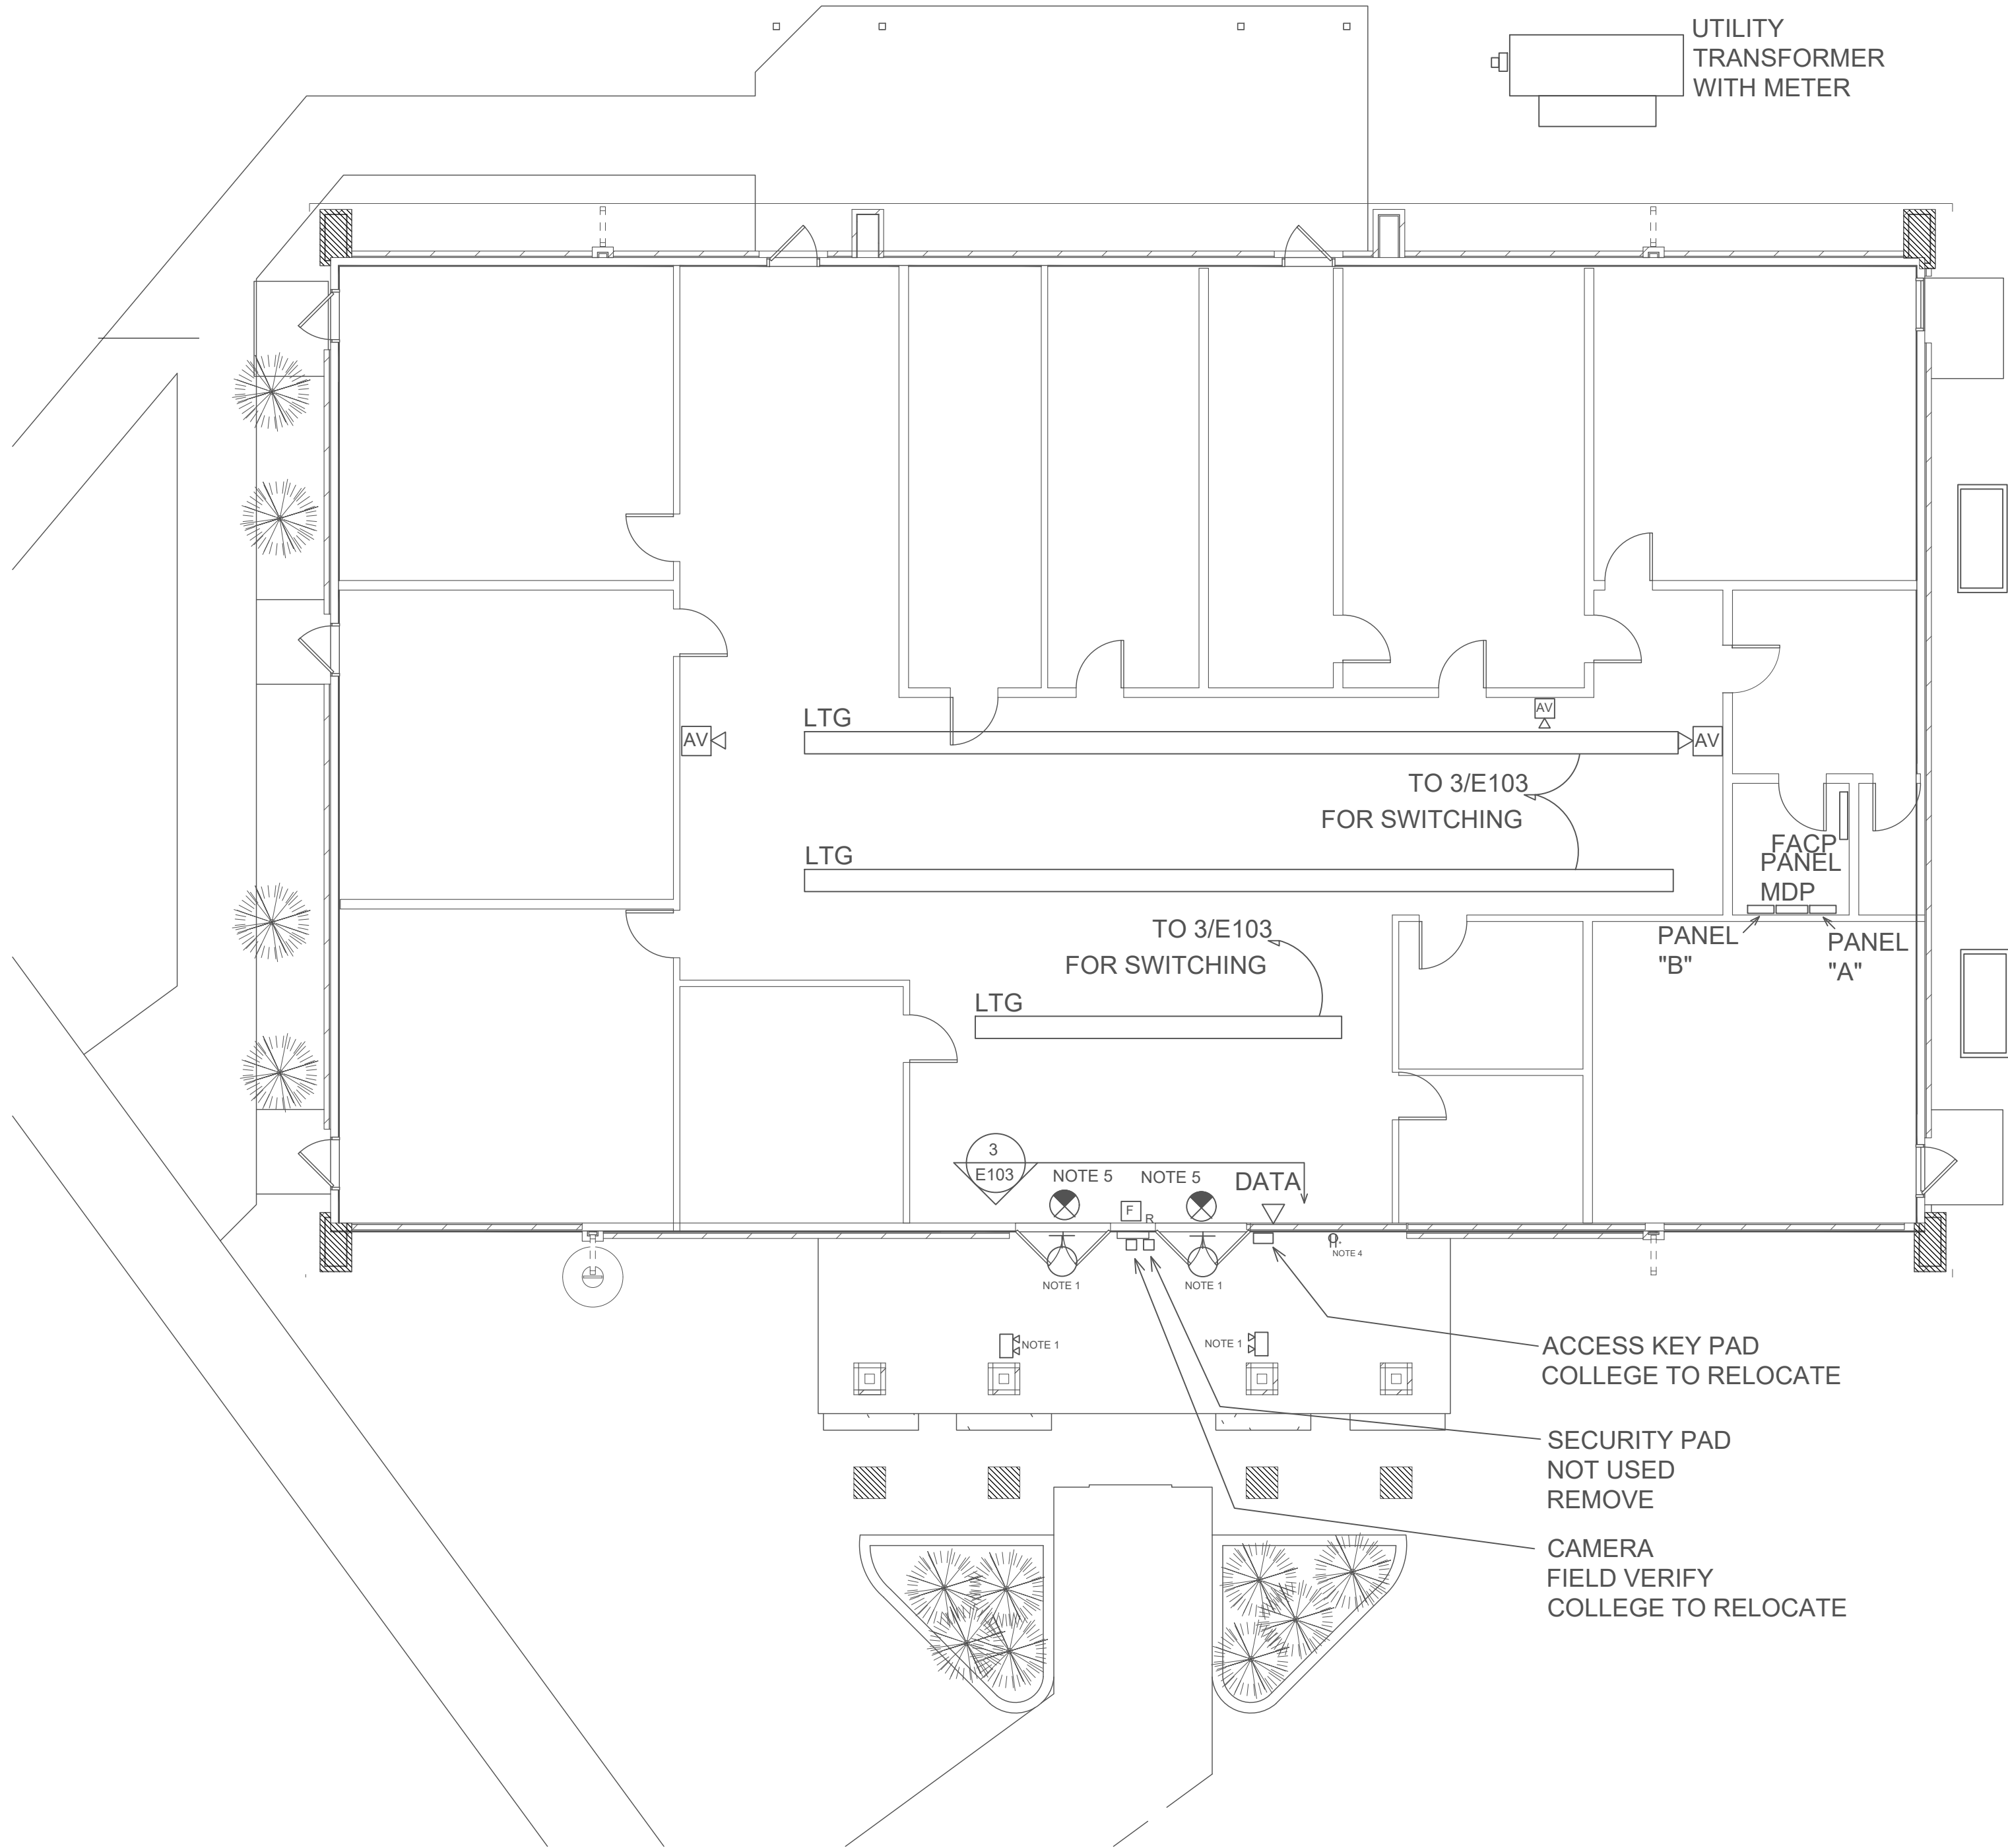 UTILITY
TRANSFORMER
WITH METER
LTG
AV
AV
AV
TO 3/E103
FOR SWITCHING
LTG
FACP
PANEL
MDP
TO 3/E103
FOR SWITCHING
PANEL
"B"
PANEL
"A"
LTG
3
E103
NOTE 5
NOTE 5
DATA
F
R
NOTE 4
NOTE 1
NOTE 1
NOTE 1
NOTE 1
ACCESS KEY PAD
COLLEGE TO RELOCATE
SECURITY PAD
NOT USED
REMOVE
CAMERA
FIELD VERIFY
COLLEGE TO RELOCATE